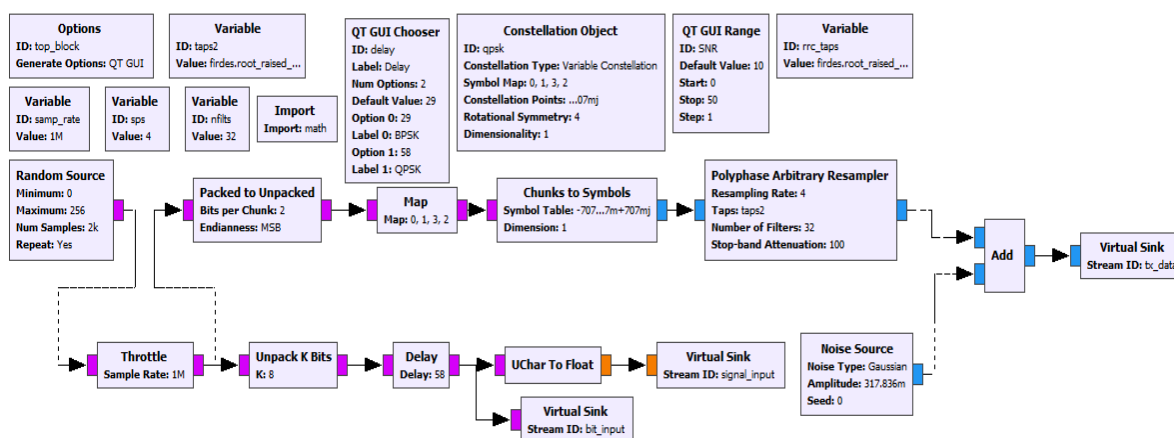 Options
ID: top_block
Generate Options: QT GUI
Variable
ID: taps2
Value: firdes.root_raised_...
QT GUI Chooser
ID: delay
Label: Delay
Num Options: 2
Default Value: 29
Option 0: 29
Label 0: BPSK
Option 1: 58
Label 1: QPSK
Constellation Object
ID: qpsk
Constellation Type: Variable Constellation
Symbol Map: 0, 1, 3, 2
Constellation Points: ...07mj
Rotational Symmetry: 4
Dimensionality: 1
QT GUI Range
ID: SNR
Default Value: 10
Start: 0
Stop: 50
Step: 1
Variable
ID: rrc_taps
Value: firdes.root_raised_...
Variable
ID: samp_rate
Value: 1M
Variable
ID: sps
Value: 4
Variable
ID: nfilts
Value: 32
Import
Import: math
Random Source
Minimum: 0
Maximum: 256
Num Samples: 2k
Repeat: Yes
Packed to Unpacked
Bits per Chunk: 2
Endianness: MSB
Map
Map: 0, 1, 3, 2
Chunks to Symbols
Symbol Table: -707...7m+707mj
Dimension: 1
Polyphase Arbitrary Resampler
Resampling Rate: 4
Taps: taps2
Number of Filters: 32
Stop-band Attenuation: 100
Add
Virtual Sink
Stream ID: tx_data
Throttle
Sample Rate: 1M
Unpack K Bits
K: 8
Delay
Delay: 58
UChar To Float
Virtual Sink
Stream ID: signal_input
Noise Source
Noise Type: Gaussian
Amplitude: 317.836m
Seed: 0
Virtual Sink
Stream ID: bit_input